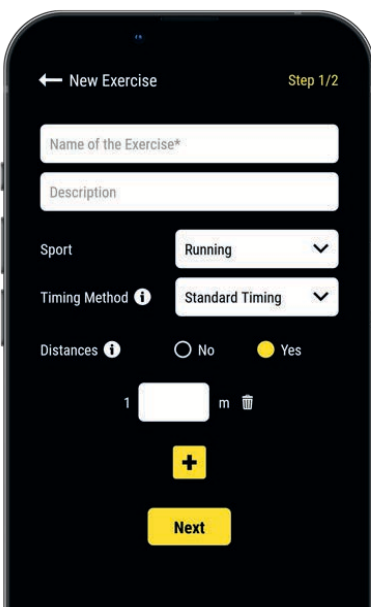 New Exercise Step 1/2
Name of the Exercise*
Description
Sport Running
Timing Method i Standard Timing
Distances i No Yes
1 m
+
Next